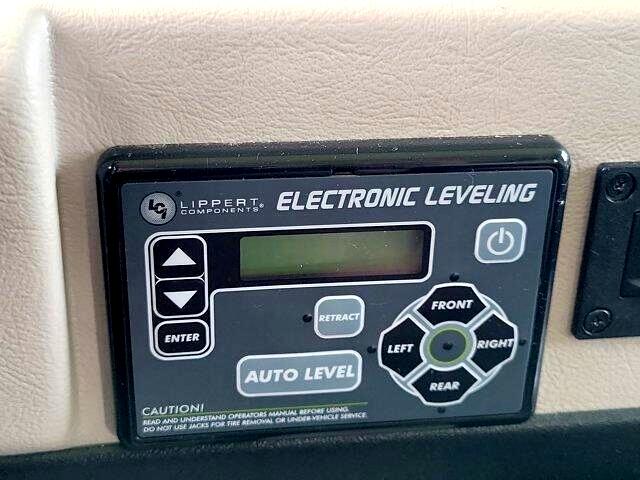 LCI LIPPERT COMPONENTS® ELECTRONIC LEVELING
ENTER
RETRACT
AUTO LEVEL
FRONT
LEFT
RIGHT
REAR
CAUTION!
READ AND UNDERSTAND OPERATORS MANUAL BEFORE USING.
DO NOT USE JACKS FOR TIRE REMOVAL OR UNDER-VEHICLE SERVICE.